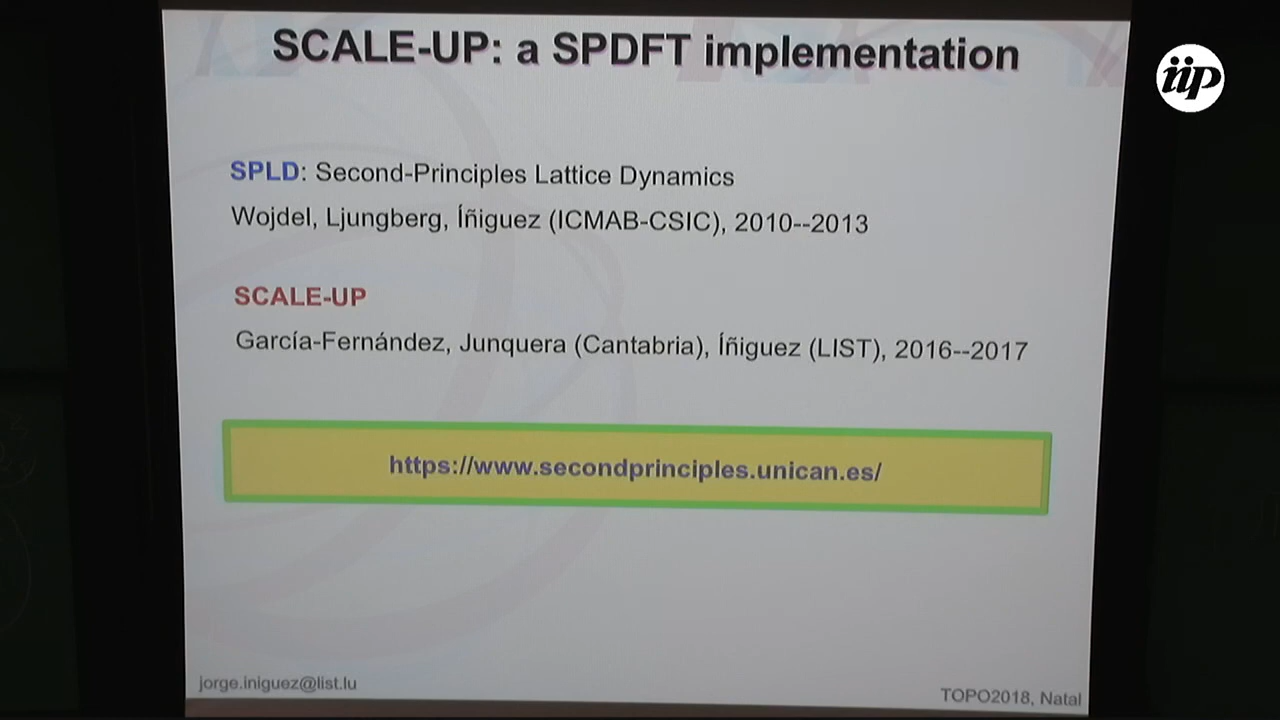 SCALE-UP: a SPDFT implementation
iip
SPLD: Second-Principles Lattice Dynamics
Wojdel, Ljungberg, Íñiguez (ICMAB-CSIC), 2010--2013
SCALE-UP
García-Fernández, Junquera (Cantabria), Íñiguez (LIST), 2016--2017
https://www.secondprinciples.unican.es/
jorge.iniguez@list.lu
TOPO2018, Natal